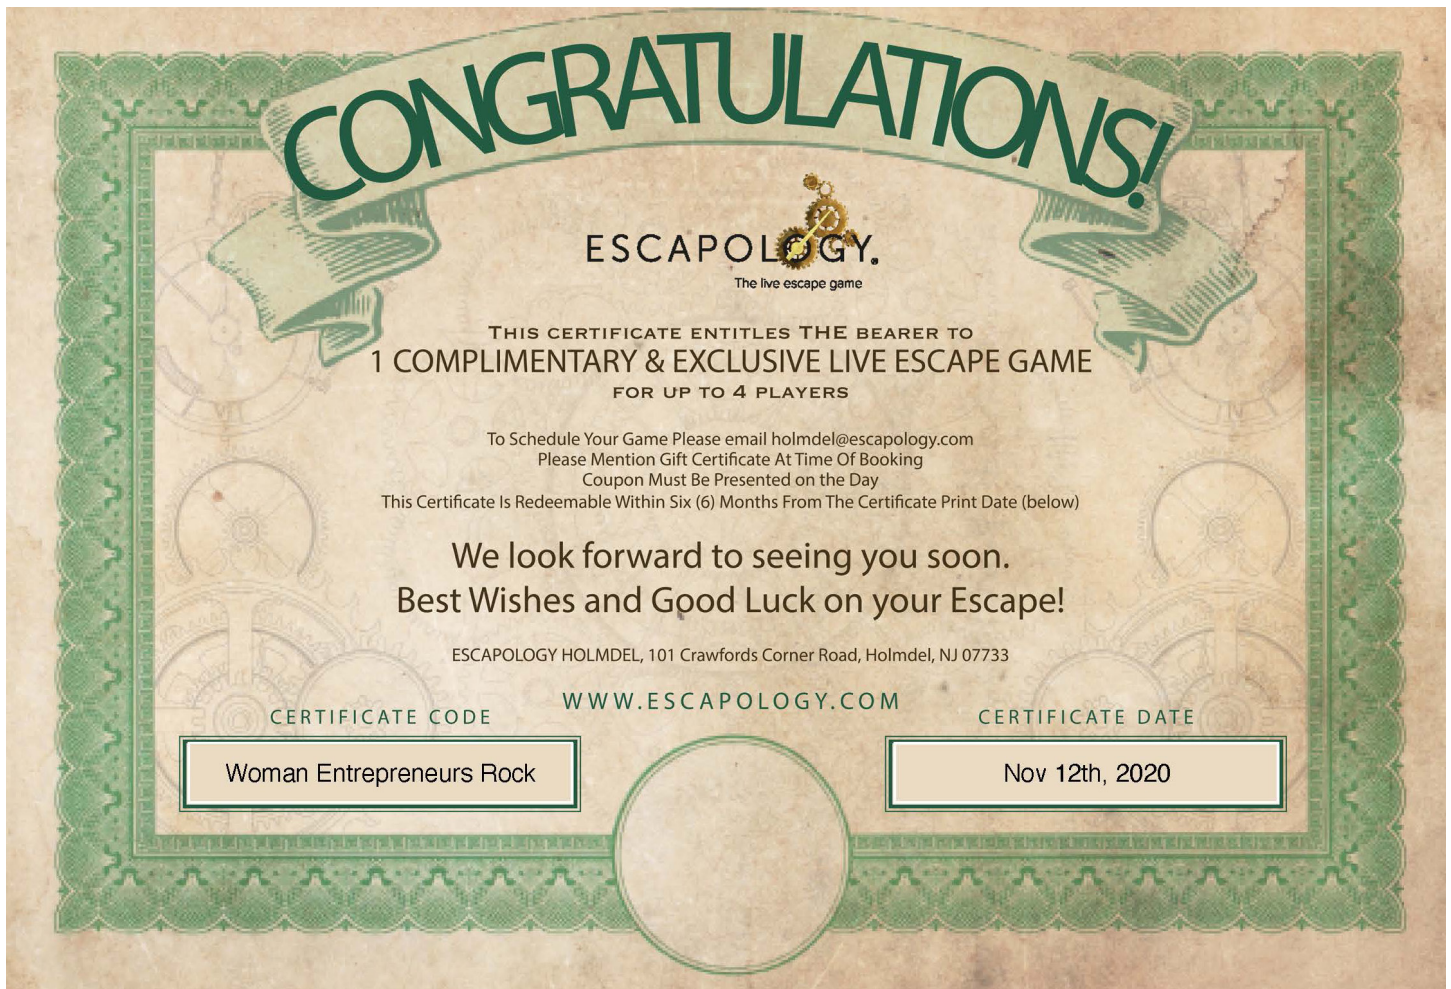 CONGRATULATIONS!
ESCAPOLOGY®
The live escape game
THIS CERTIFICATE ENTITLES THE BEARER TO
1 COMPLIMENTARY & EXCLUSIVE LIVE ESCAPE GAME
FOR UP TO 4 PLAYERS
To Schedule Your Game Please email holmdel@escapology.com
Please Mention Gift Certificate At Time Of Booking
Coupon Must Be Presented on the Day
This Certificate Is Redeemable Within Six (6) Months From The Certificate Print Date (below)
We look forward to seeing you soon.
Best Wishes and Good Luck on your Escape!
ESCAPOLOGY HOLMDEL, 101 Crawfords Corner Road, Holmdel, NJ 07733
WWW.ESCAPOLOGY.COM
CERTIFICATE CODE
Woman Entrepreneurs Rock
CERTIFICATE DATE
Nov 12th, 2020